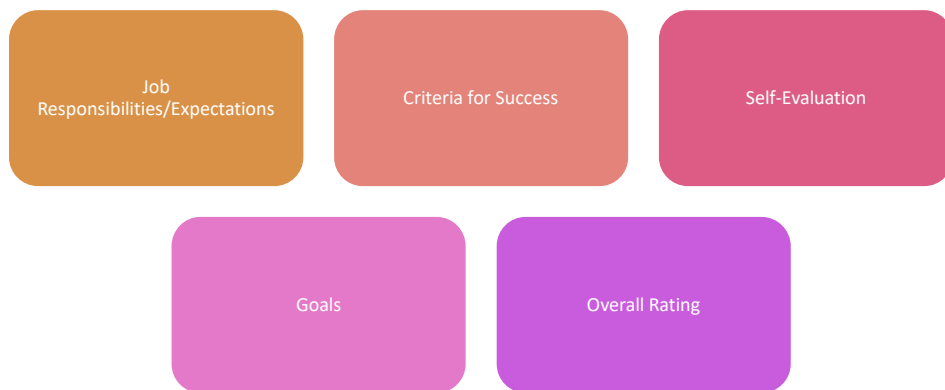 Job
Responsibilities/Expectations
Criteria for Success
Self-Evaluation
Goals
Overall Rating